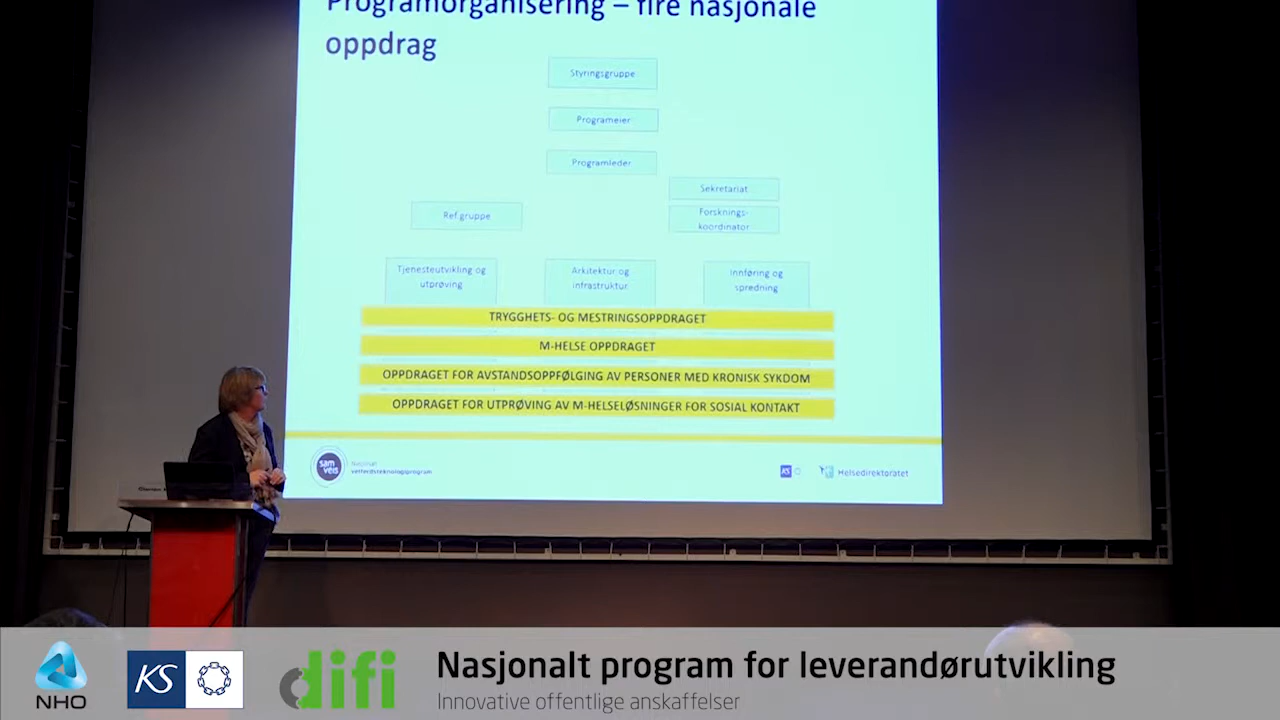 Programorganisering – fire nasjonale
oppdrag
Styringsgruppe
Programeier
Programleder
Sekretariat
Ref.gruppe
Forsknings-
koordinator
Tjenesteutvikling og
utprøving
Arkitektur og
infrastruktur
Innføring og
spredning
TRYGGHETS- OG MESTRINGSOPPDRAGET
M-HELSE OPPDRAGET
OPPDRAGET FOR AVSTANDSOPPFØLGING AV PERSONER MED KRONISK SYKDOM
OPPDRAGET FOR UTPRØVING AV M-HELSELØSNINGER FOR SOSIAL KONTAKT
sam
veis
Nasjonalt
velferdsteknologiprogram
KS
Helsedirektoratet
NHO
KS
difi
Nasjonalt program for leverandørutvikling
Innovative offentlige anskaffelser